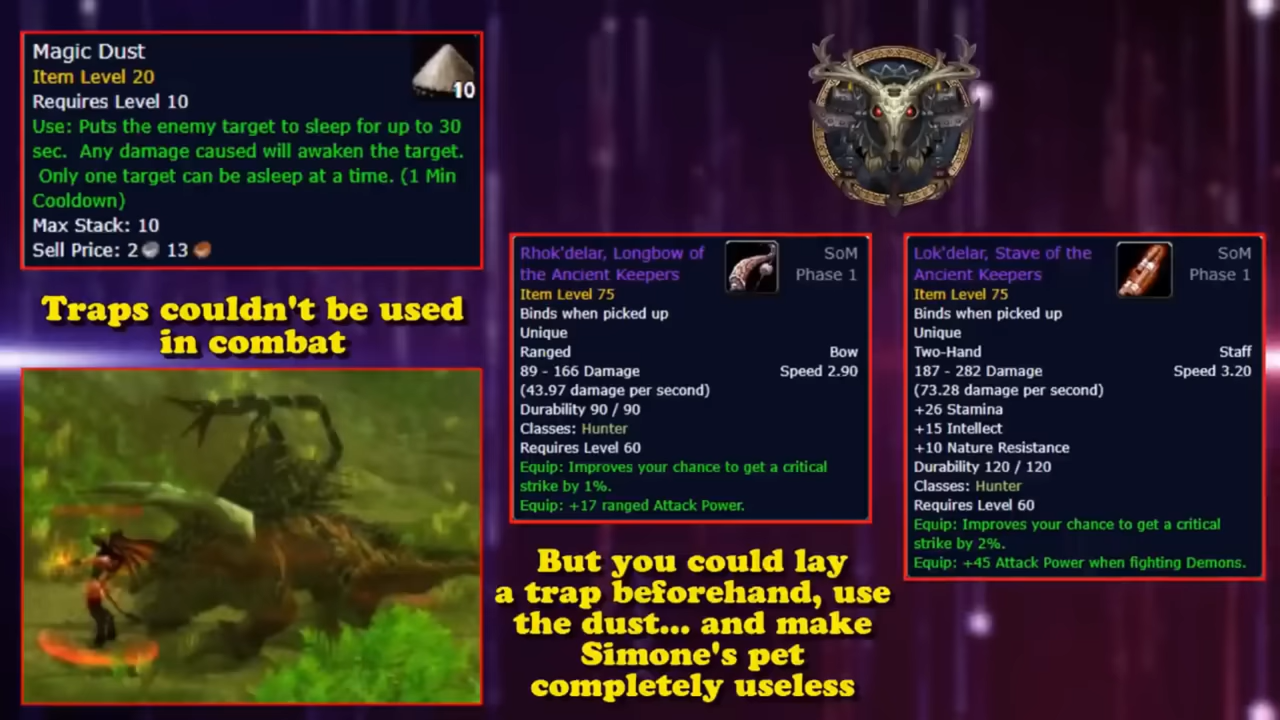 Magic Dust
Item Level 20
10
Requires Level 10
Use: Puts the enemy target to sleep for up to 30
sec. Any damage caused will awaken the target.
Only one target can be asleep at a time. (1 Min
Cooldown)
Max Stack: 10
Sell Price: 2 13
Traps couldn't be used
in combat
Rhok'delar, Longbow of
the Ancient Keepers
SoM
Phase 1
Item Level 75
Binds when picked up
Unique
Ranged Bow
89 - 166 Damage Speed 2.90
(43.97 damage per second)
Durability 90 / 90
Classes: Hunter
Requires Level 60
Equip: Improves your chance to get a critical
strike by 1%.
Equip: +17 ranged Attack Power.
Lok'delar, Stave of the
Ancient Keepers
SoM
Phase 1
Item Level 75
Binds when picked up
Unique
Two-Hand Staff
187 - 282 Damage Speed 3.20
(73.28 damage per second)
+26 Stamina
+15 Intellect
+10 Nature Resistance
Durability 120 / 120
Classes: Hunter
Requires Level 60
Equip: Improves your chance to get a critical
strike by 2%.
Equip: +45 Attack Power when fighting Demons.
But you could lay
a trap beforehand, use
the dust... and make
Simone's pet
completely useless